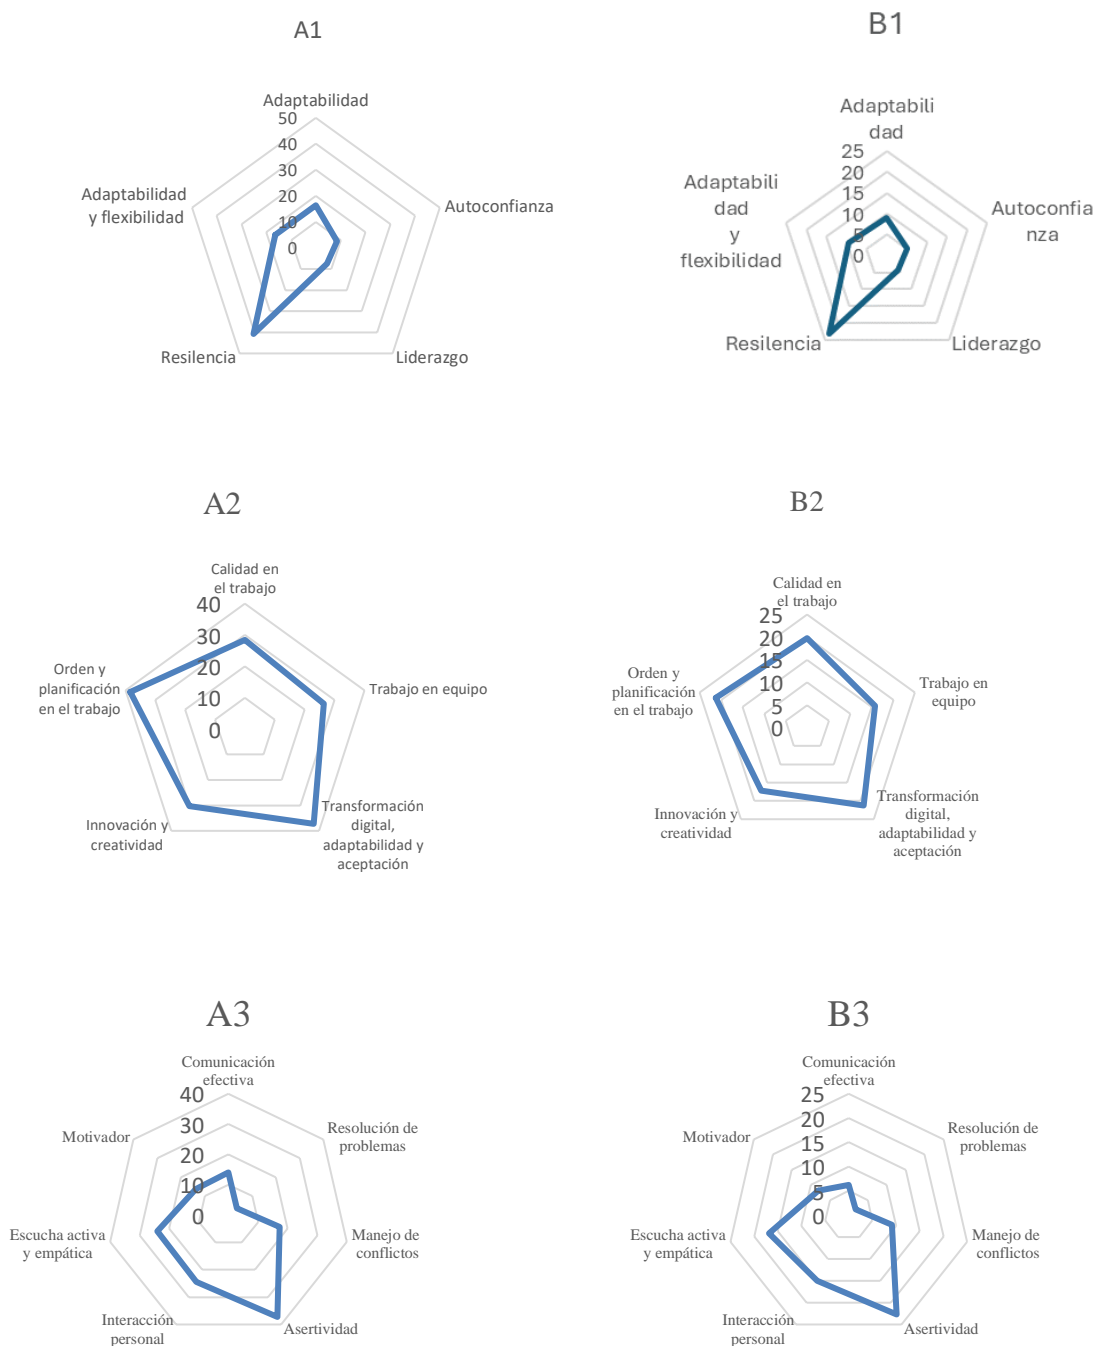 A1
Adaptabilidad
50
40
30
20
10
0
Adaptabilidad
y flexibilidad
Autoconfianza
Resilencia
Liderazgo
B1
Adaptabili
dad
25
20
15
10
5
0
Adaptabili
dad
y
flexibilidad
Autoconfia
nza
Resilencia
Liderazgo
A2
Calidad en
el trabajo
40
30
20
10
0
Orden y
planificación
en el trabajo
Trabajo en equipo
Innovación y
creatividad
Transformación
digital,
adaptabilidad y
aceptación
B2
Calidad en
el trabajo
25
20
15
10
5
0
Orden y
planificación
en el trabajo
Trabajo en
equipo
Innovación y
creatividad
Transformación
digital,
adaptabilidad y
aceptación
A3
Comunicación
efectiva
40
30
20
10
0
Motivador
Resolución de
problemas
Escucha activa
y empática
Manejo de
conflictos
Interacción
personal
Asertividad
B3
Comunicación
efectiva
25
20
15
10
5
0
Motivador
Resolución de
problemas
Escucha activa
y empática
Manejo de
conflictos
Interacción
personal
Asertividad